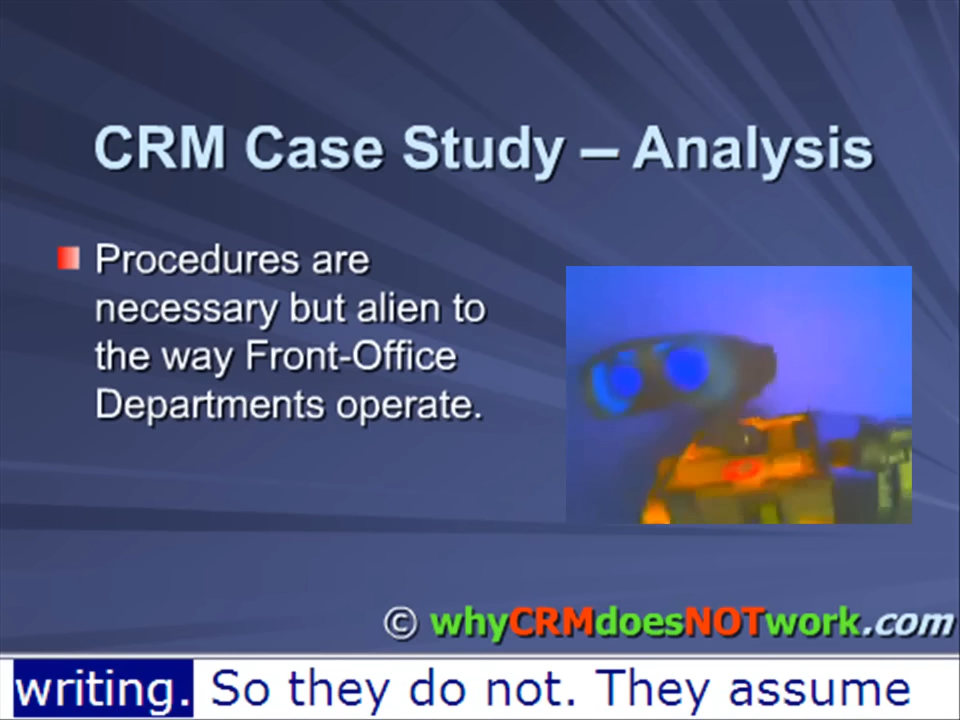 CRM Case Study – Analysis
Procedures are
necessary but alien to
the way Front-Office
Departments operate.
© whyCRMdoesNOTwork.com
writing. So they do not. They assume